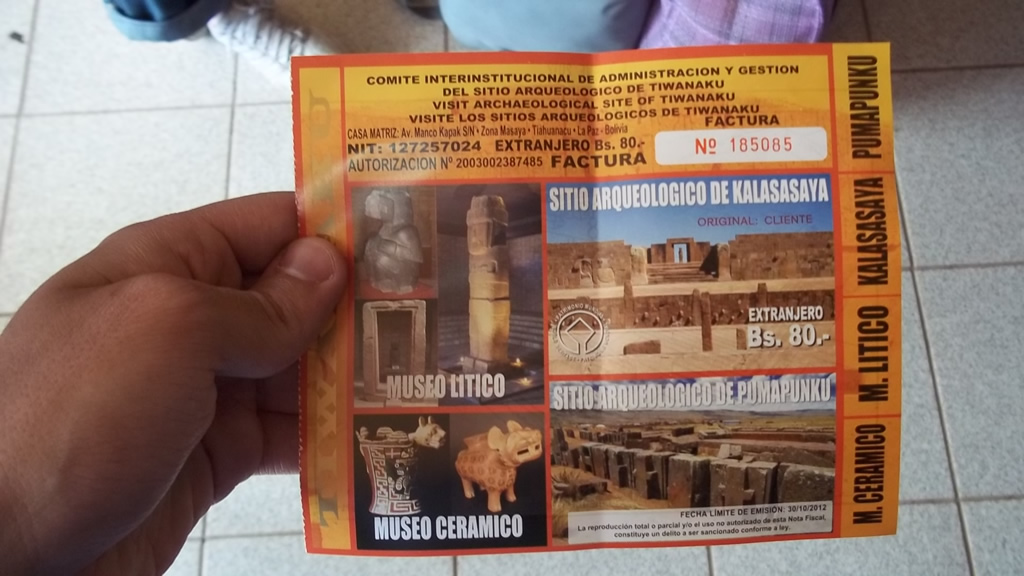 COMITE INTERINSTITUCIONAL DE ADMINISTRACION Y GESTION
DEL SITIO ARQUEOLOGICO DE TIWANAKU
VISIT ARCHAEOLOGICAL SITE OF TIWANAKU
VISITE LOS SITIOS ARQUEOLOGICOS DE TIWANAKU
FACTURA
CASA MATRIZ: Av. Manco Kapak S/N • Zona Masaya • Tiahuanacu • La Paz - Bolivia
NIT: 127257024 EXTRANJERO Bs. 80.-
AUTORIZACION Nº 2003002387485 FACTURA
Nº 185085
SITIO ARQUEOLOGICO DE KALASASAYA
ORIGINAL: CLIENTE
EXTRANJERO
Bs. 80.-
MUSEO LITICO
SITIO ARQUEOLOGICO DE PUMAPUNKU
MUSEO CERAMICO
FECHA LÍMITE DE EMISIÓN: 30/10/2012
La reproducción total o parcial y/o el uso no autorizado de esta Nota Fiscal,
constituye un delito a ser sancionado conforme a ley.
PUMAPUNKU
KALASASAYA
M. LITICO
M. CERAMICO